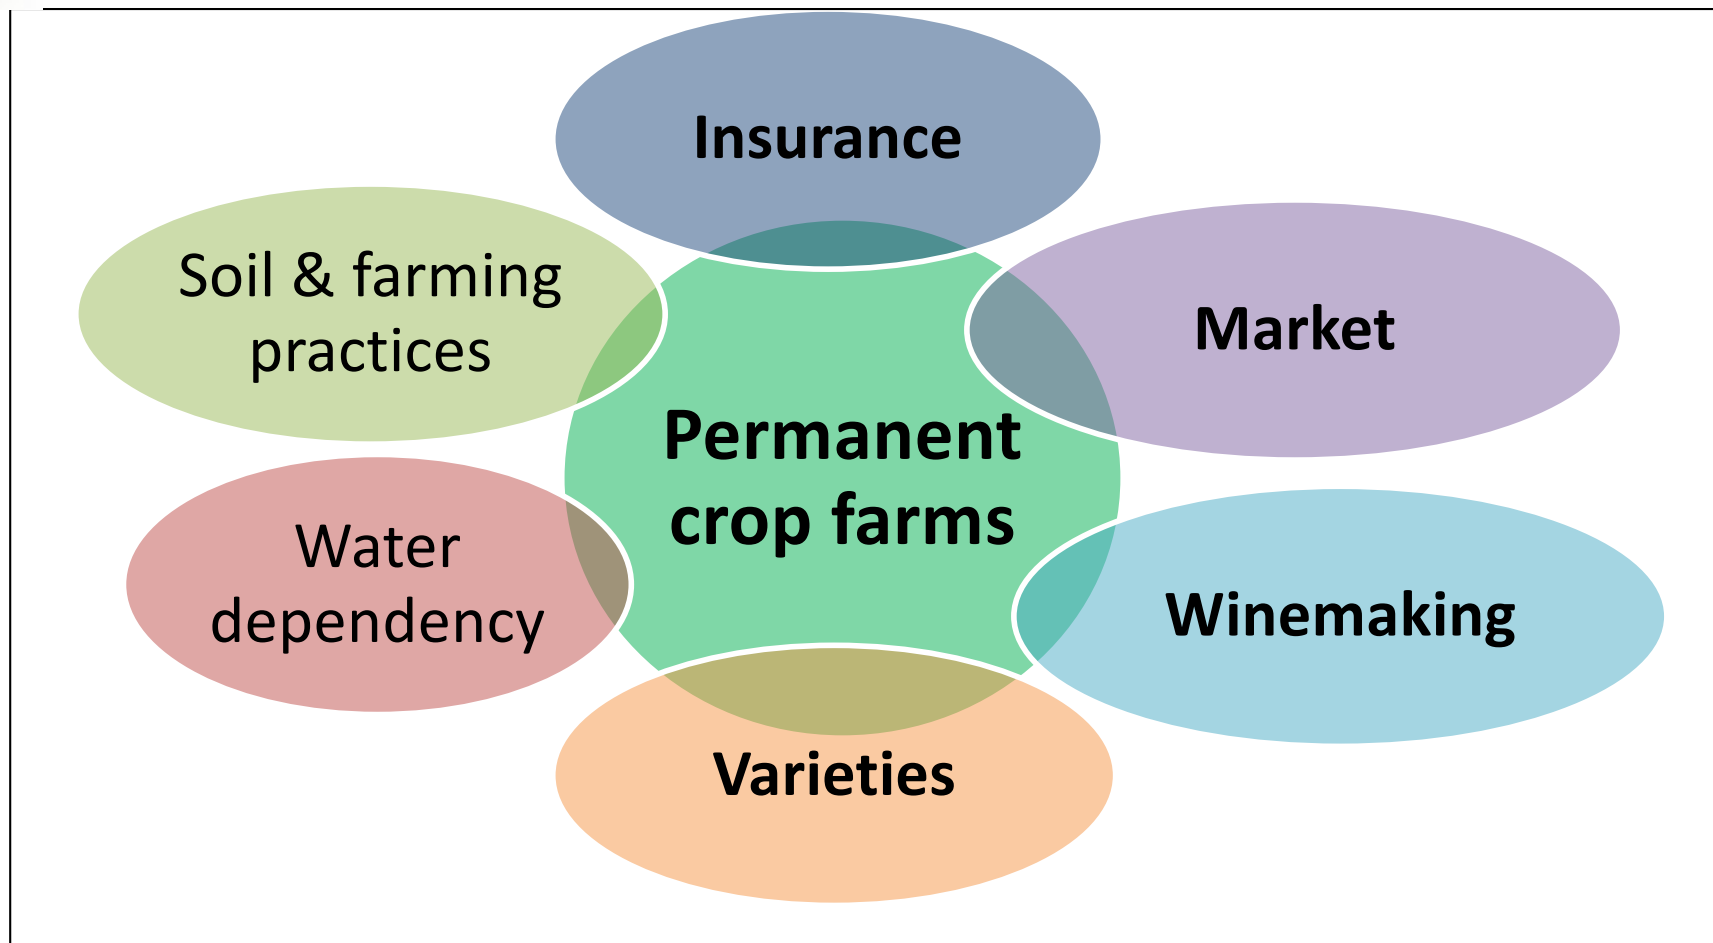 Insurance
Soil & farming
practices
Market
Permanent
crop farms
Water
dependency
Winemaking
Varieties